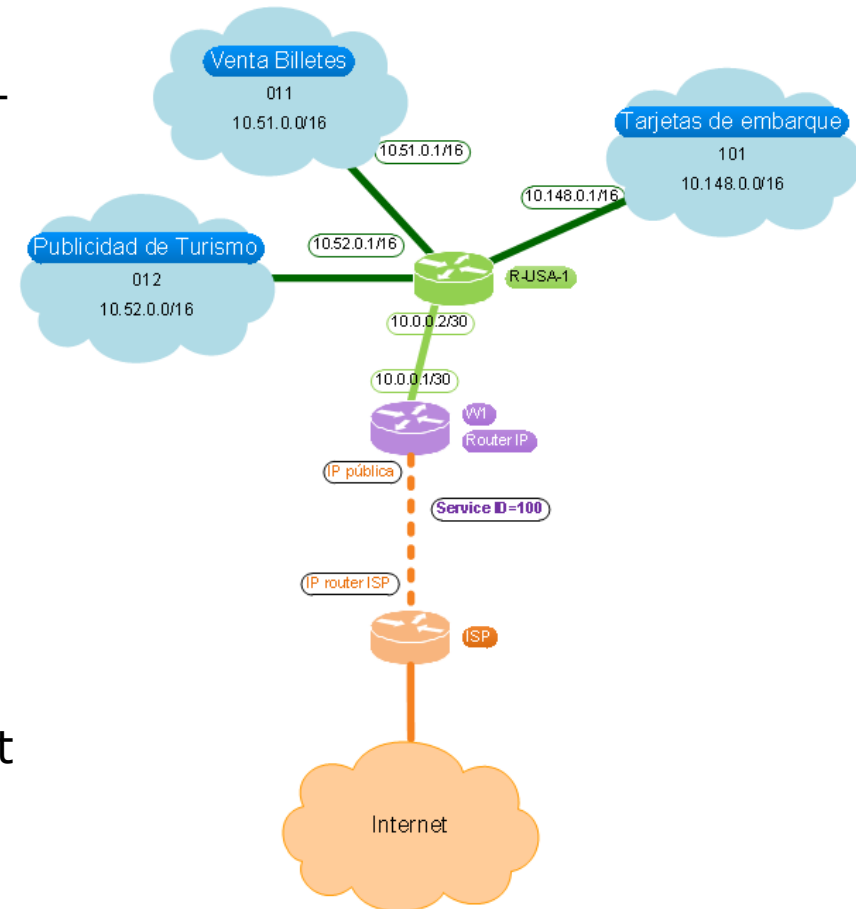 Venta Billetes
011
10.51.0.0/16
Tarjetas de embarque
101
10.148.0.0/16
10.51.0.1/16
10.148.0.1/16
Publicidad de Turismo
012
10.52.0.0/16
10.52.0.1/16
R-USA-1
10.0.0.2/30
10.0.0.1/30
W1
Router IP
IP pública
Service ID=100
IP router ISP
ISP
t
Internet